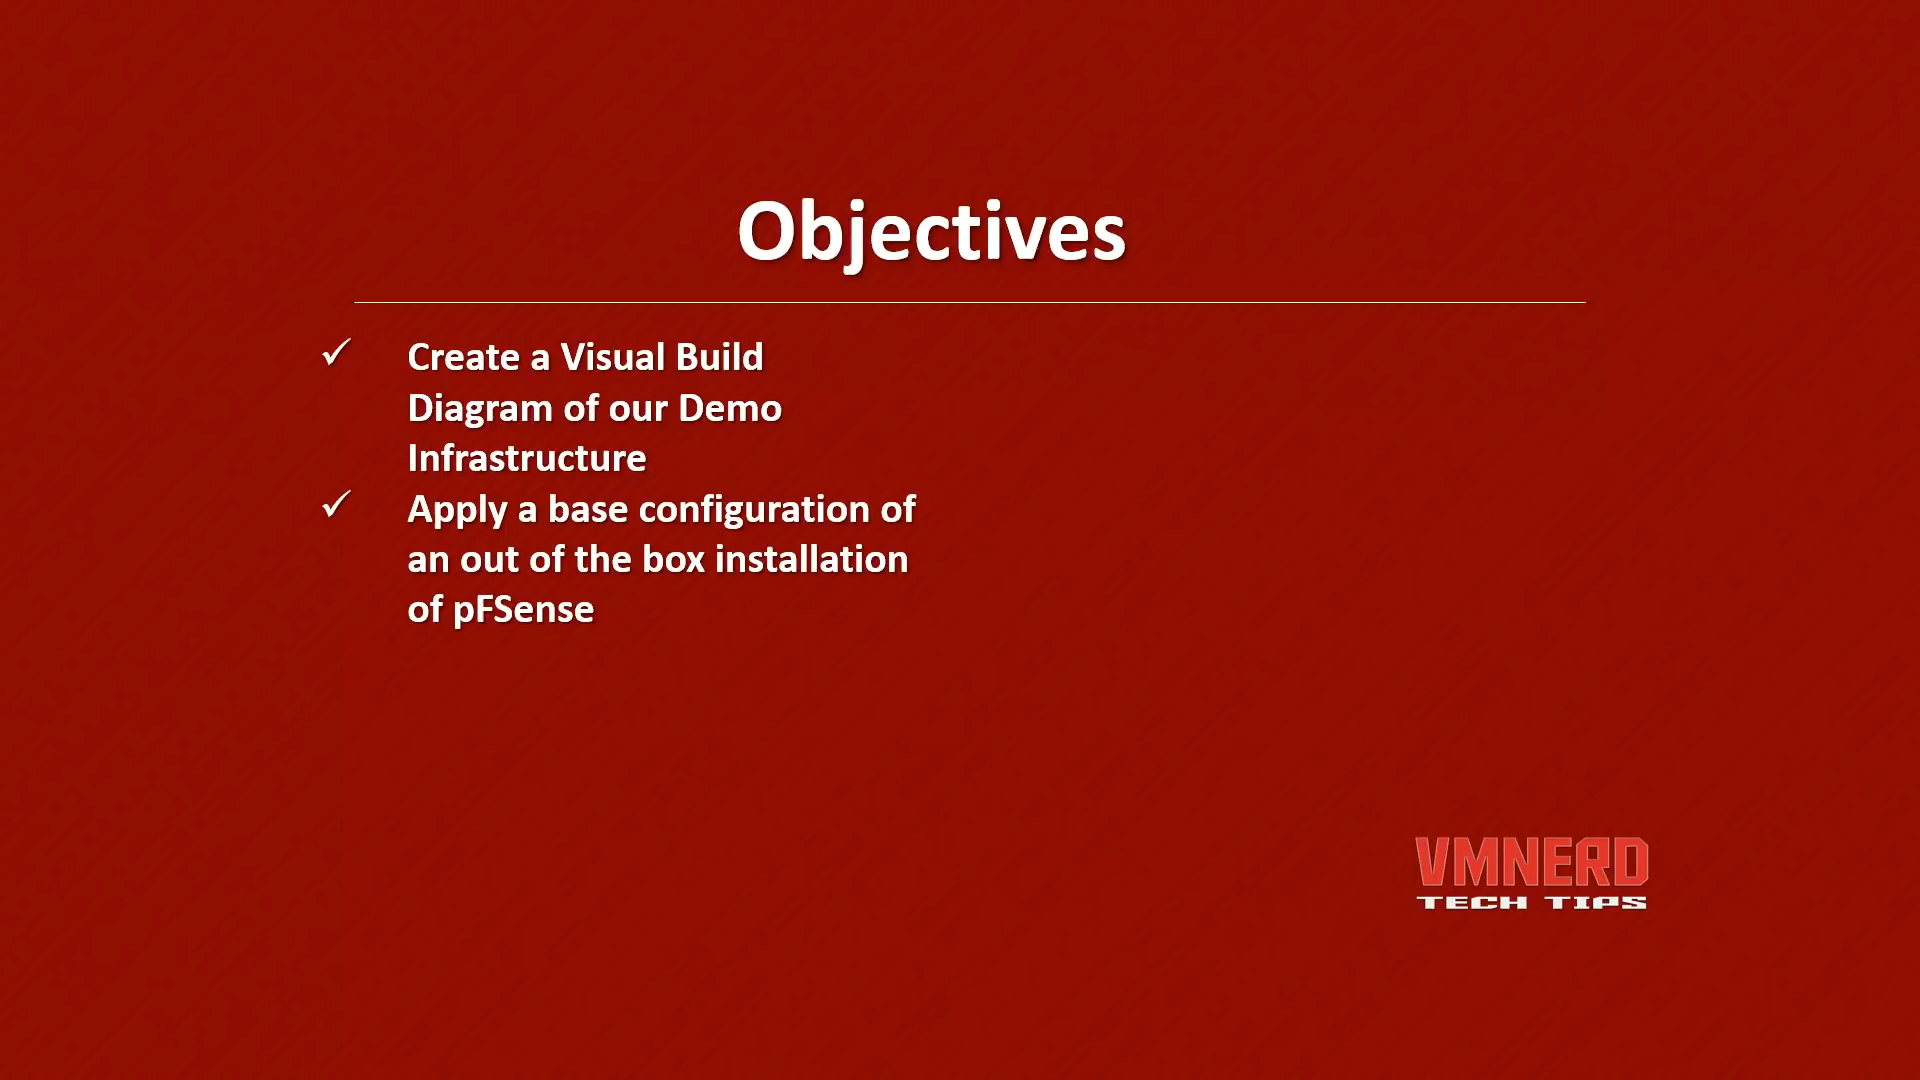 Objectives
✓ Create a Visual Build
Diagram of our Demo
Infrastructure
✓ Apply a base configuration of
an out of the box installation
of pFSense
VMNERD
TECH TIPS